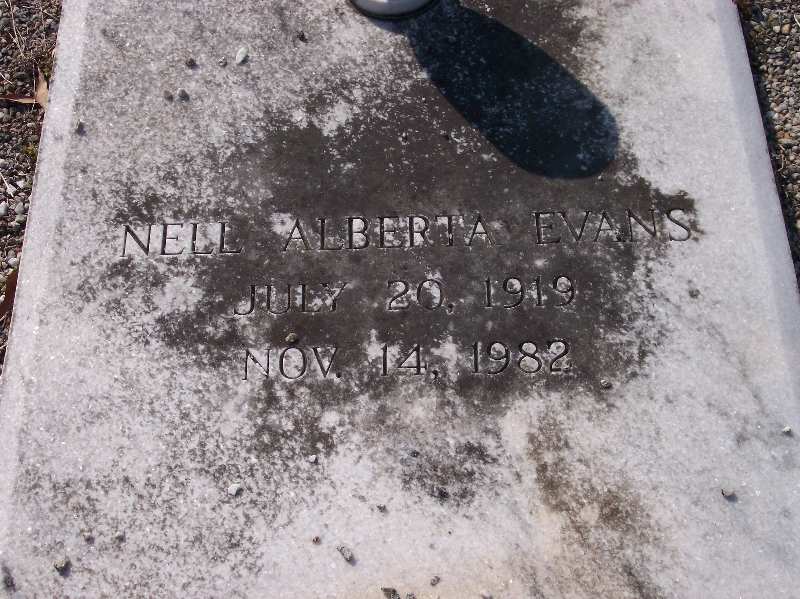 NELL ALBERTA EVANS
JULY 20, 1919
NOV. 14, 1982